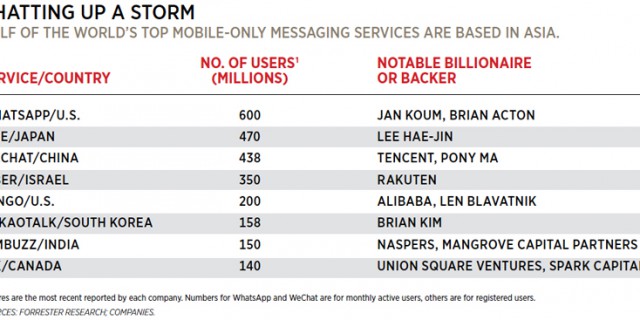 HATTING UP A STORM
LF OF THE WORLD'S TOP MOBILE-ONLY MESSAGING SERVICES ARE BASED IN ASIA.
RVICE/COUNTRY NO. OF USERS¹ (MILLIONS) NOTABLE BILLIONAIRE OR BACKER
ATSAPP/U.S. 600 JAN KOUM, BRIAN ACTON
E/JAPAN 470 LEE HAE-JIN
CHAT/CHINA 438 TENCENT, PONY MA
BER/ISRAEL 350 RAKUTEN
NGO/U.S. 200 ALIBABA, LEN BLAVATNIK
KAOTALK/SOUTH KOREA 158 BRIAN KIM
MBUZZ/INDIA 150 NASPERS, MANGROVE CAPITAL PARTNERS
/CANADA 140 UNION SQUARE VENTURES, SPARK CAPITA
res are the most recent reported by each company. Numbers for WhatsApp and WeChat are for monthly active users, others are for registered users.
RCES: FORRESTER RESEARCH; COMPANIES.